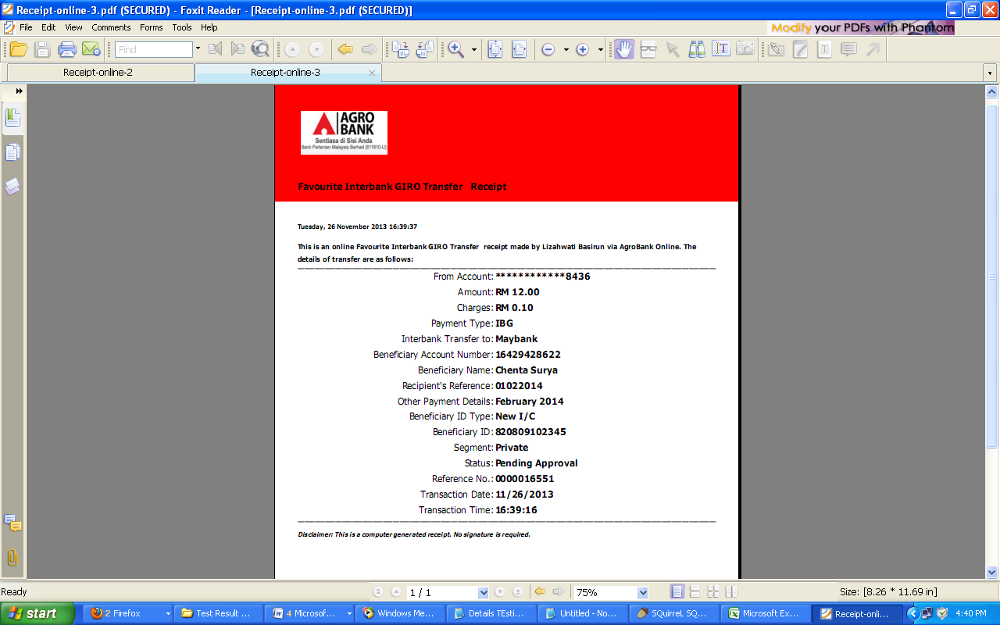 Receipt-online-3.pdf (SECURED) - Foxit Reader - [Receipt-online-3.pdf (SECURED)]
File Edit View Comments Forms Tools Help
Modify your PDFs with Phantom
Find
Receipt-online-2
Receipt-online-3
AGRO
BANK
Sentiasa di Sisi Anda
Bank Pertanian Malaysia Berhad (811810-U)
Favourite Interbank GIRO Transfer Receipt
Tuesday, 26 November 2013 16:39:37
This is an online Favourite Interbank GIRO Transfer receipt made by Lizahwati Basirun via AgroBank Online. The
details of transfer are as follows:
From Account: ************8436
Amount: RM 12.00
Charges: RM 0.10
Payment Type: IBG
Interbank Transfer to: Maybank
Beneficiary Account Number: 16429428622
Beneficiary Name: Chenta Surya
Recipient's Reference: 01022014
Other Payment Details: February 2014
Beneficiary ID Type: New I/C
Beneficiary ID: 820809102345
Segment: Private
Status: Pending Approval
Reference No.: 0000016551
Transaction Date: 11/26/2013
Transaction Time: 16:39:16
Disclaimer: This is a computer generated receipt. No signature is required.
Ready
1 / 1
75%
Size: [8.26 * 11.69 in]
start
2 Firefox
Test Result ...
4 Microsof...
Windows Me...
Details TEsti...
Untitled - No...
SQuirreL SQ...
Microsoft Ex...
Receipt-onli...
4:40 PM